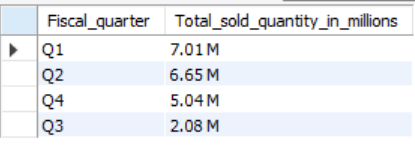 Fiscal_quarter Total_sold_quantity_in_millions
Q1 7.01 M
Q2 6.65 M
Q4 5.04 M
Q3 2.08 M